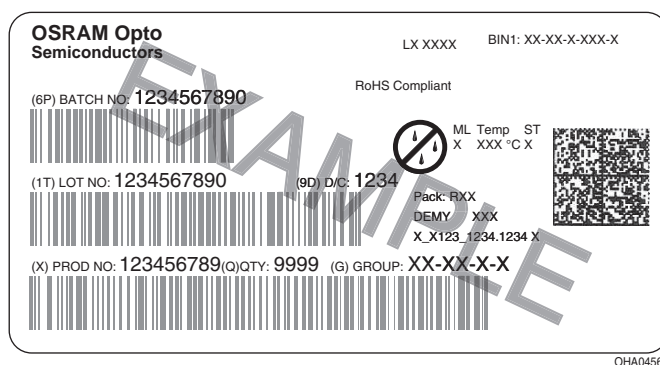 OSRAM Opto
Semiconductors
LX XXXX
BIN1: XX-XX-X-XXX-X
RoHS Compliant
(6P) BATCH NO: 1234567890
ML Temp ST
X XXX °C X
(1T) LOT NO: 1234567890
(9D) D/C: 1234
Pack: RXX
DEMY XXX
X_X123_1234.1234 X
(X) PROD NO: 123456789(Q)QTY: 9999 (G) GROUP: XX-XX-X-X
EXAMPLE
OHA0456